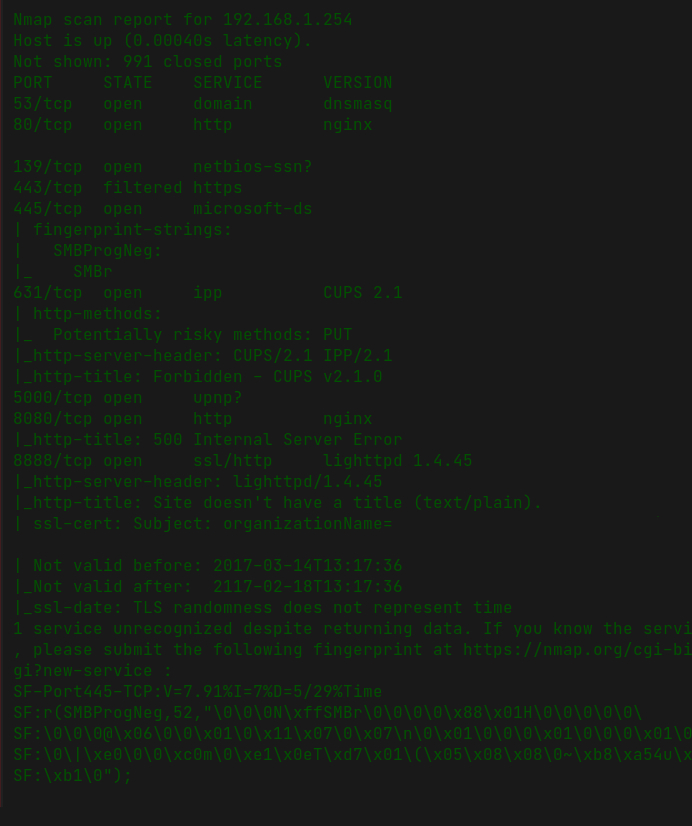 Nmap scan report for 192.168.1.254
Host is up (0.00040s latency).
Not shown: 991 closed ports
PORT     STATE    SERVICE      VERSION
53/tcp   open     domain       dnsmasq
80/tcp   open     http         nginx
139/tcp  open     netbios-ssn?
443/tcp  filtered https
445/tcp  open     microsoft-ds
| fingerprint-strings:
|   SMBProgNeg:
|_    SMBr
631/tcp  open     ipp          CUPS 2.1
| http-methods:
|_  Potentially risky methods: PUT
|_http-server-header: CUPS/2.1 IPP/2.1
|_http-title: Forbidden - CUPS v2.1.0
5000/tcp open     upnp?
8080/tcp open     http         nginx
|_http-title: 500 Internal Server Error
8888/tcp open     ssl/http     lighttpd 1.4.45
|_http-server-header: lighttpd/1.4.45
|_http-title: Site doesn't have a title (text/plain).
| ssl-cert: Subject: organizationName=
| Not valid before: 2017-03-14T13:17:36
|_Not valid after:  2117-02-18T13:17:36
|_ssl-date: TLS randomness does not represent time
1 service unrecognized despite returning data. If you know the servi
, please submit the following fingerprint at https://nmap.org/cgi-bi
gi?new-service :
SF-Port445-TCP:V=7.91%I=7%D=5/29%Time
SF:r(SMBProgNeg,52,"\0\0\0N\xffSMBr\0\0\0\0\x88\x01H\0\0\0\0\0\
SF:\0\0\0@\x06\0\0\x01\0\x11\x07\0\x07\n\0\x01\0\0\0\x01\0\0\0\x01\0
SF:\0\|\xe0\0\0\xc0m\0\xe1\x0eT\xd7\x01\(\x05\x08\x08\0~\xb8\xa54u\x
SF:\xb1\0");